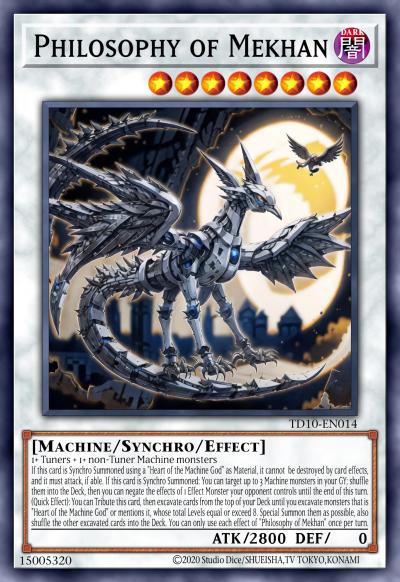 PHILOSOPHY OF MEKHAN
DARK
闇
TD10-EN014
[MACHINE/SYNCHRO/EFFECT]
1+ Tuners + 1+ non-Tuner Machine monsters
If this card is Synchro Summoned using a "Heart of the Machine God" as Material, it cannot be destroyed by card effects,
and it must attack, if able. If this card is Synchro Summoned: You can target up to 3 Machine monsters in your GY; shuffle
them into the Deck, then you can negate the effects of 1 Effect Monster your opponent controls until the end of this turn.
(Quick Effect): You can Tribute this card, then excavate cards from the top of your Deck until you excavate monsters that is
"Heart of the Machine God" or mentions it, whose total Levels equal or exceed 8. Special Summon them as possible, also
shuffle the other excavated cards into the Deck. You can only use each effect of "Philosophy of Mekhan" once per turn.
ATK/2800 DEF/ 0
15005320
©2020 Studio Dice/SHUEISHA,TV TOKYO,KONAMI